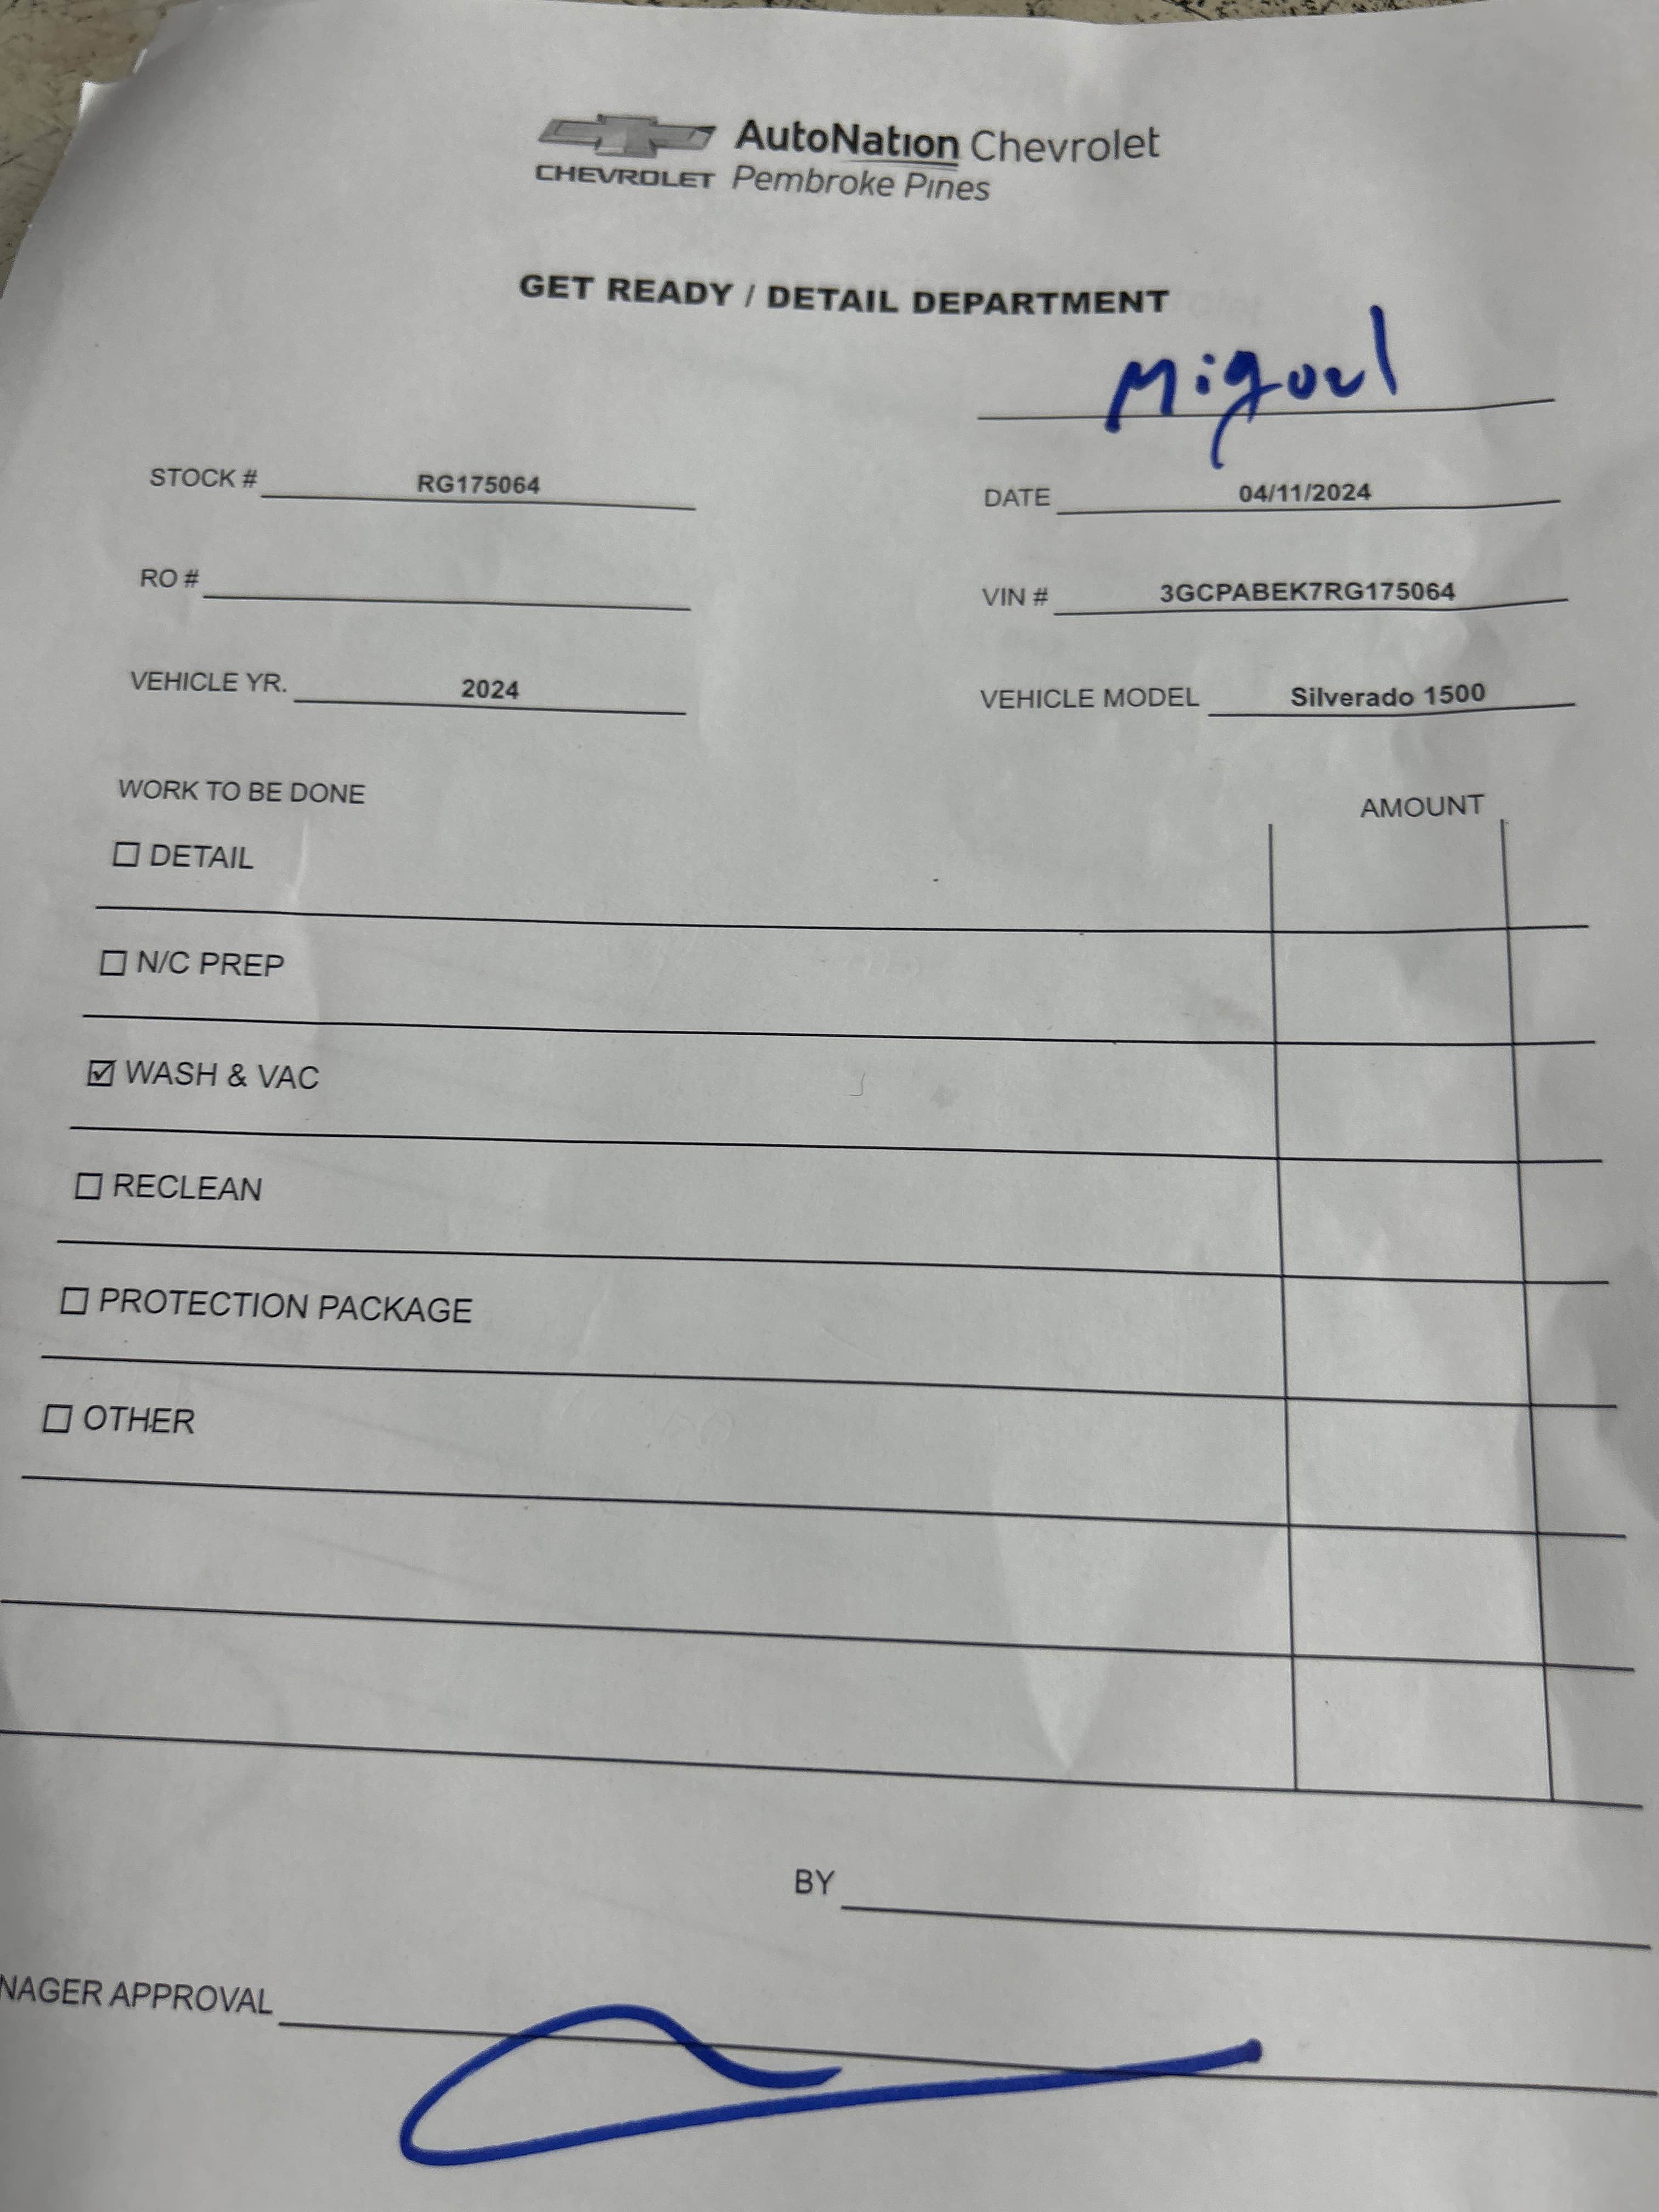 AutoNation Chevrolet
CHEVROLET Pembroke Pines
GET READY / DETAIL DEPARTMENT
Miguel
STOCK # RG175064
DATE 04/11/2024
RO #
VIN # 3GCPABEK7RG175064
VEHICLE YR. 2024
VEHICLE MODEL Silverado 1500
WORK TO BE DONE
AMOUNT
☐ DETAIL
☐ N/C PREP
☑ WASH & VAC
☐ RECLEAN
☐ PROTECTION PACKAGE
☐ OTHER
BY
NAGER APPROVAL